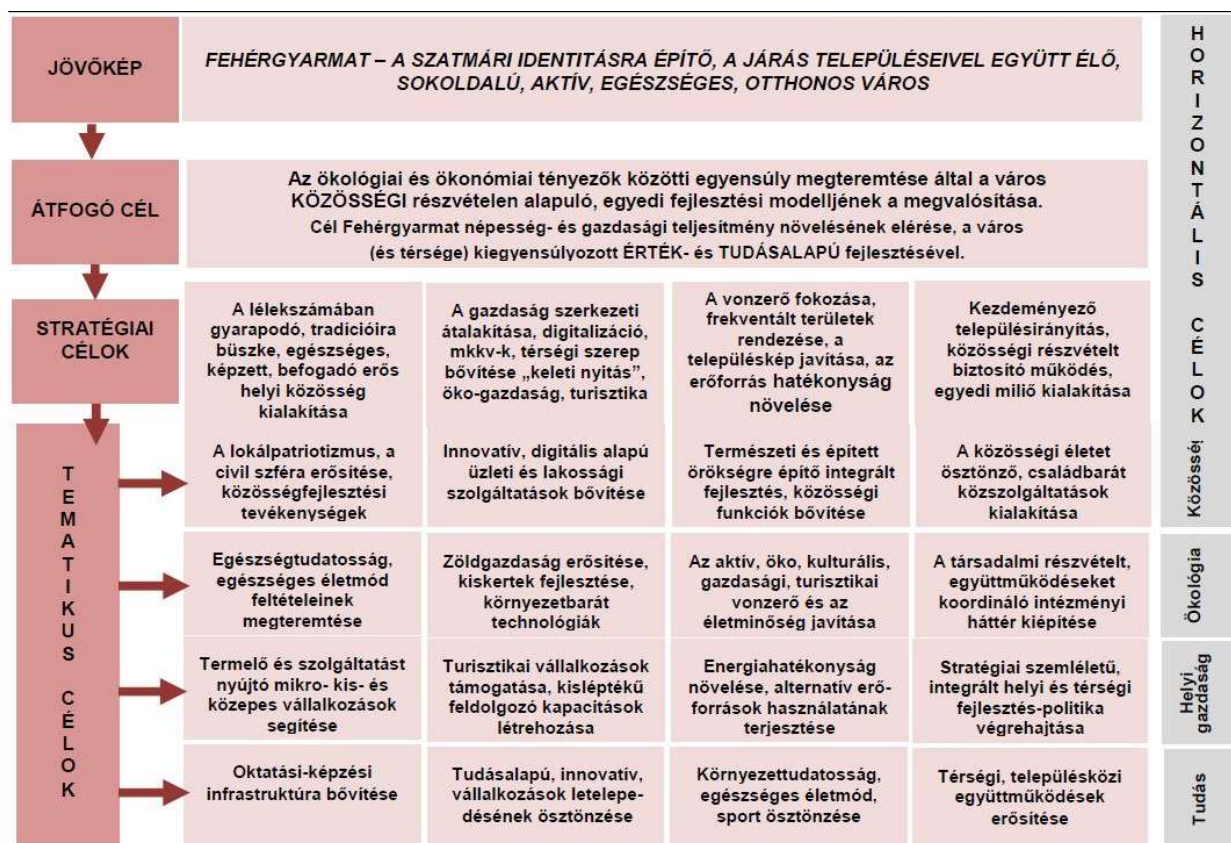 JÖVŐKÉP
FEHÉRGYARMAT – A SZATMÁRI IDENTITÁSRA ÉPÍTŐ, A JÁRÁS TELEPÜLÉSEIVEL EGYÜTT ÉLŐ,
SOKOLDALÚ, AKTÍV, EGÉSZSÉGES, OTTHONOS VÁROS
HORIZONTÁLIS CÉLOK
ÁTFOGÓ CÉL
Az ökológiai és ökonómiai tényezők közötti egyensúly megteremtése által a város
KÖZÖSSÉGI részvételen alapuló, egyedi fejlesztési modelljének a megvalósítása.
Cél Fehérgyarmat népesség- és gazdasági teljesítmény növelésének elérése, a város
(és térsége) kiegyensúlyozott ÉRTÉK- és TUDÁSALAPÚ fejlesztésével.
STRATÉGIAI
CÉLOK
A lélekszámában
gyarapodó, tradícióira
büszke, egészséges,
képzett, befogadó erős
helyi közösség
kialakítása
A gazdaság szerkezeti
átalakítása, digitalizáció,
mkkv-k, térségi szerep
bővítése „keleti nyitás”,
öko-gazdaság, turisztika
A vonzerő fokozása,
frekventált területek
rendezése, a
településkép javítása, az
erőforrás hatékonyság
növelése
Kezdeményező
településirányítás,
közösségi részvételt
biztosító működés,
egyedi milió kialakítása
TEMATIKUS CÉLOK
A lokálpatriotizmus, a
civil szféra erősítése,
közösségfejlesztési
tevékenységek
Innovatív, digitális alapú
üzleti és lakossági
szolgáltatások bővítése
Természeti és épített
örökségre építő integrált
fejlesztés, közösségi
funkciók bővítése
A közösségi életet
ösztönző, családbarát
közszolgáltatások
kialakítása
Közösség
Egészségtudatosság,
egészséges életmód
feltételeinek
megteremtése
Zöldgazdaság erősítése,
kiskertek fejlesztése,
környezetbarát
technológiák
Az aktív, öko, kulturális,
gazdasági, turisztikai
vonzerő és az
életminőség javítása
A társadalmi részvételt,
együttműködéseket
koordináló intézményi
háttér kiépítése
Ökológia
Termelő és szolgáltatást
nyújtó mikro- kis- és
közepes vállalkozások
segítése
Turisztikai vállalkozások
támogatása, kisléptékű
feldolgozó kapacitások
létrehozása
Energiahatékonyság
növelése, alternatív erő-
források használatának
terjesztése
Stratégiai szemléletű,
integrált helyi és térségi
fejlesztés-politika
végrehajtása
Helyi
gazdaság
Oktatási-képzési
infrastruktúra bővítése
Tudásalapú, innovatív,
vállalkozások letelepe-
désének ösztönzése
Környezettudatosság,
egészséges életmód,
sport ösztönzése
Térségi, településközi
együttműködések
erősítése
Tudás